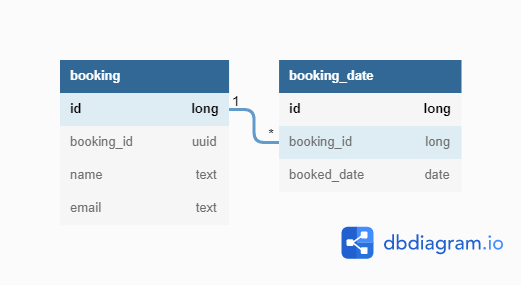 booking
id long
booking_id uuid
name text
email text
1
*
booking_date
id long
booking_id long
booked_date date
dbdiagram.io